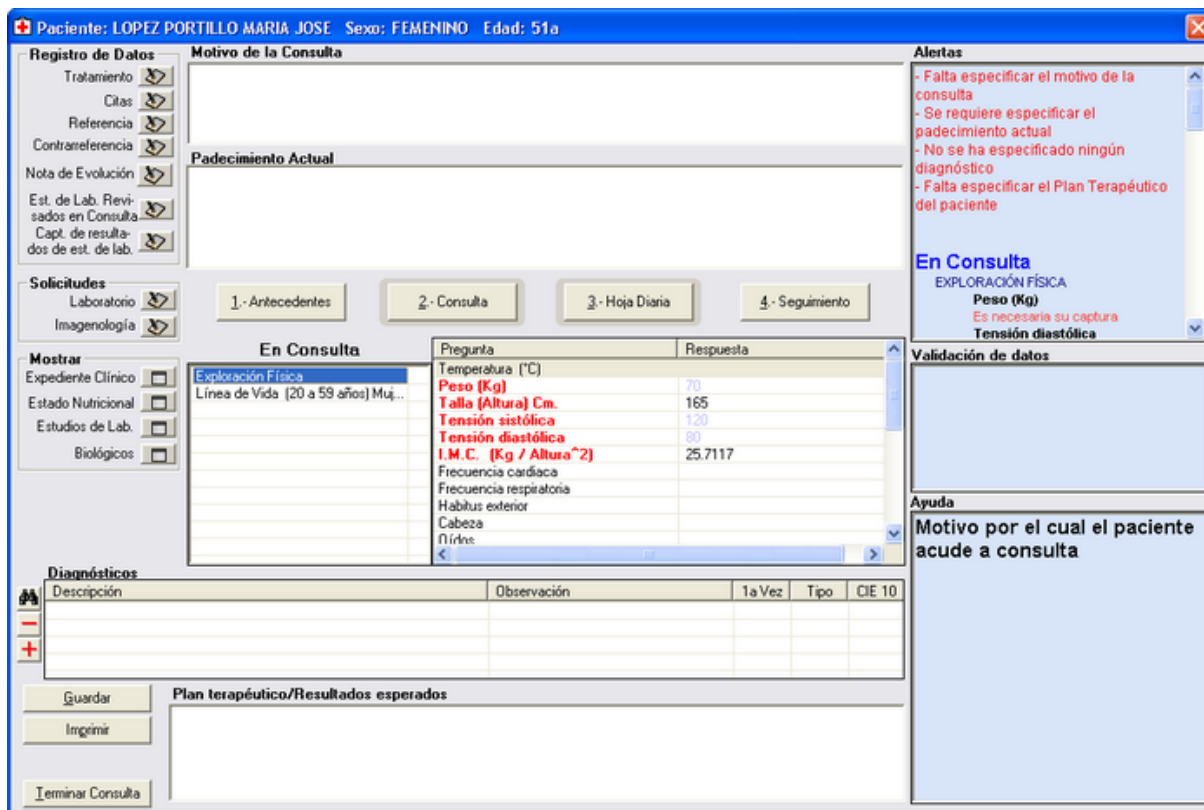 Paciente: LOPEZ PORTILLO MARIA JOSE Sexo: FEMENINO Edad: 51a
Registro de Datos
Tratamiento
Citas
Referencia
Contrarreferencia
Nota de Evolución
Est. de Lab. Revi-
sados en Consulta
Capt. de resulta-
dos de est. de lab.
Solicitudes
Laboratorio
Imagenología
Mostrar
Expediente Clínico
Estado Nutricional
Estudios de Lab.
Biológicos
Motivo de la Consulta
Padecimiento Actual
1.- Antecedentes
2.- Consulta
3.- Hoja Diaria
4.- Seguimiento
En Consulta
Exploración Física
Línea de Vida (20 a 59 años) Muj...
Pregunta Respuesta
Temperatura (°C)
Peso (Kg) 70
Talla (Altura) Cm. 165
Tensión sistólica 120
Tensión diastólica 80
I.M.C. (Kg / Altura^2) 25.7117
Frecuencia cardiaca
Frecuencia respiratoria
Habitus exterior
Cabeza
Oídos
Alertas
- Falta especificar el motivo de la
consulta
- Se requiere especificar el
padecimiento actual
- No se ha especificado ningún
diagnóstico
- Falta especificar el Plan Terapéutico
del paciente
En Consulta
EXPLORACIÓN FÍSICA
Peso (Kg)
Es necesaria su captura
Tensión diastólica
Validación de datos
Ayuda
Motivo por el cual el paciente
acude a consulta
Diagnósticos
Descripción Observación 1a Vez Tipo CIE 10
Guardar
Imprimir
Terminar Consulta
Plan terapéutico/Resultados esperados